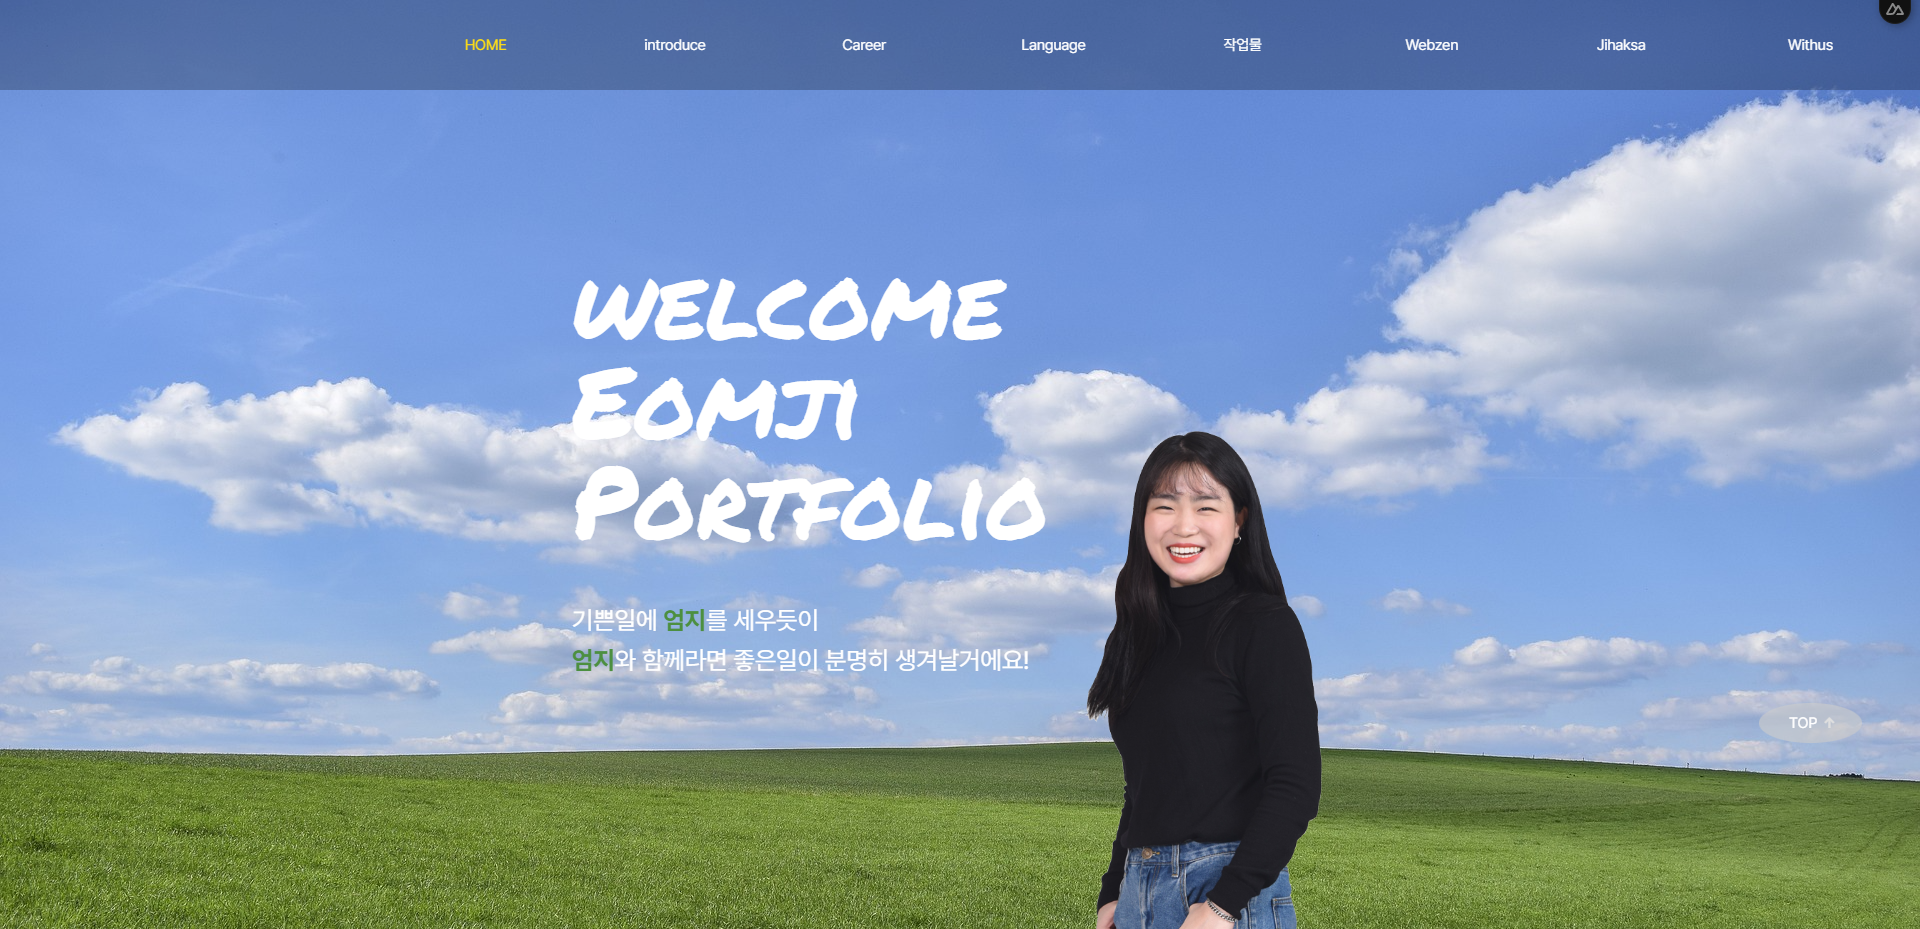 HOME introduce Career Language 작업물 Webzen Jihaksa Withus
WELCOME
EOMJI
PORTFOLIO
기쁜일에 엄지를 세우듯이
엄지와 함께라면 좋은일이 분명히 생겨날거에요!
TOP